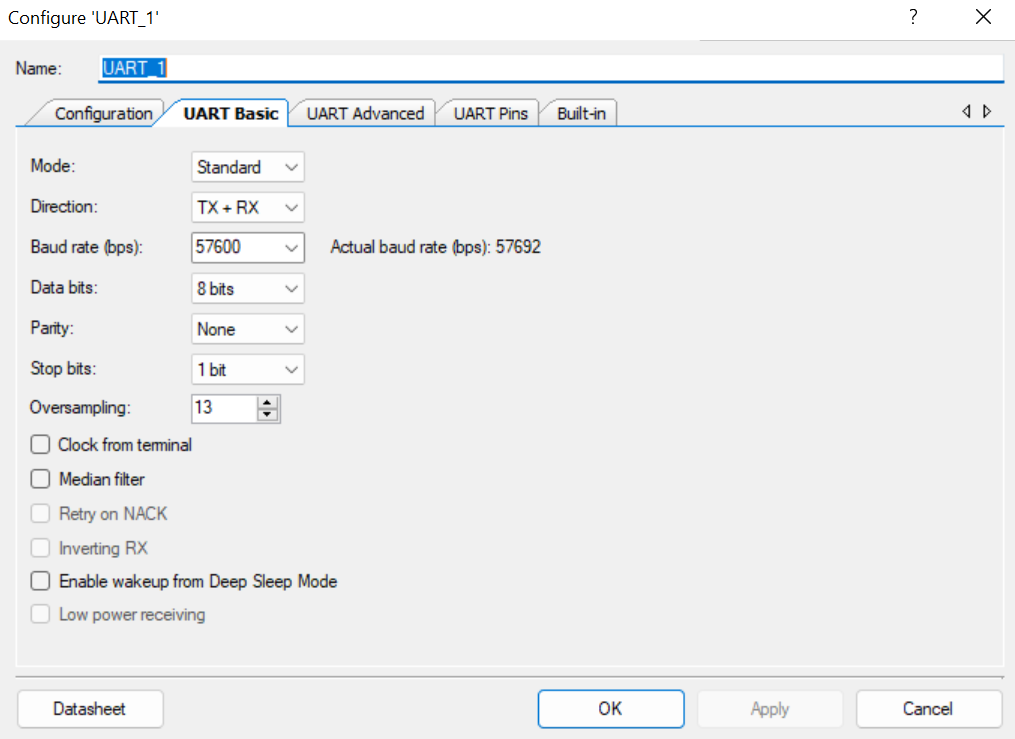 Configure 'UART_1'
?
Name: UART_1
Configuration UART Basic UART Advanced UART Pins Built-in
Mode: Standard
Direction: TX + RX
Baud rate (bps): 57600 Actual baud rate (bps): 57692
Data bits: 8 bits
Parity: None
Stop bits: 1 bit
Oversampling: 13
Clock from terminal
Median filter
Retry on NACK
Inverting RX
Enable wakeup from Deep Sleep Mode
Low power receiving
Datasheet OK Apply Cancel